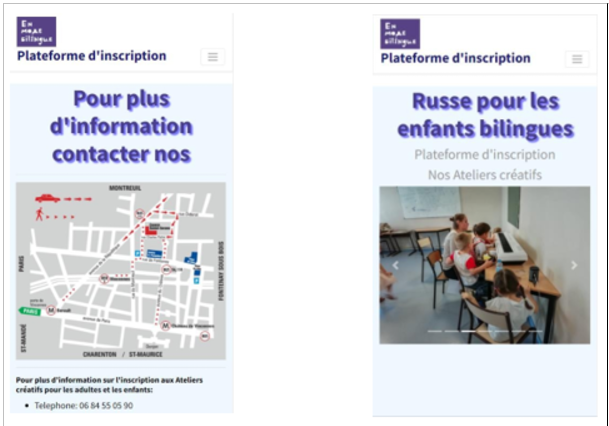 En
mode
bilingue
Plateforme d'inscription
Pour plus
d'information
contacter nos
MONTREUIL
PARIS
FONTENAY SOUS BOIS
PARIS
ST-MANDÉ
CHARENTON / ST-MAURICE
Pour plus d'information sur l'inscription aux Ateliers
créatifs pour les adultes et les enfants:
• Telephone: 06 84 55 05 90
En
mode
bilingue
Plateforme d'inscription
Russe pour les
enfants bilingues
Plateforme d'inscription
Nos Ateliers créatifs